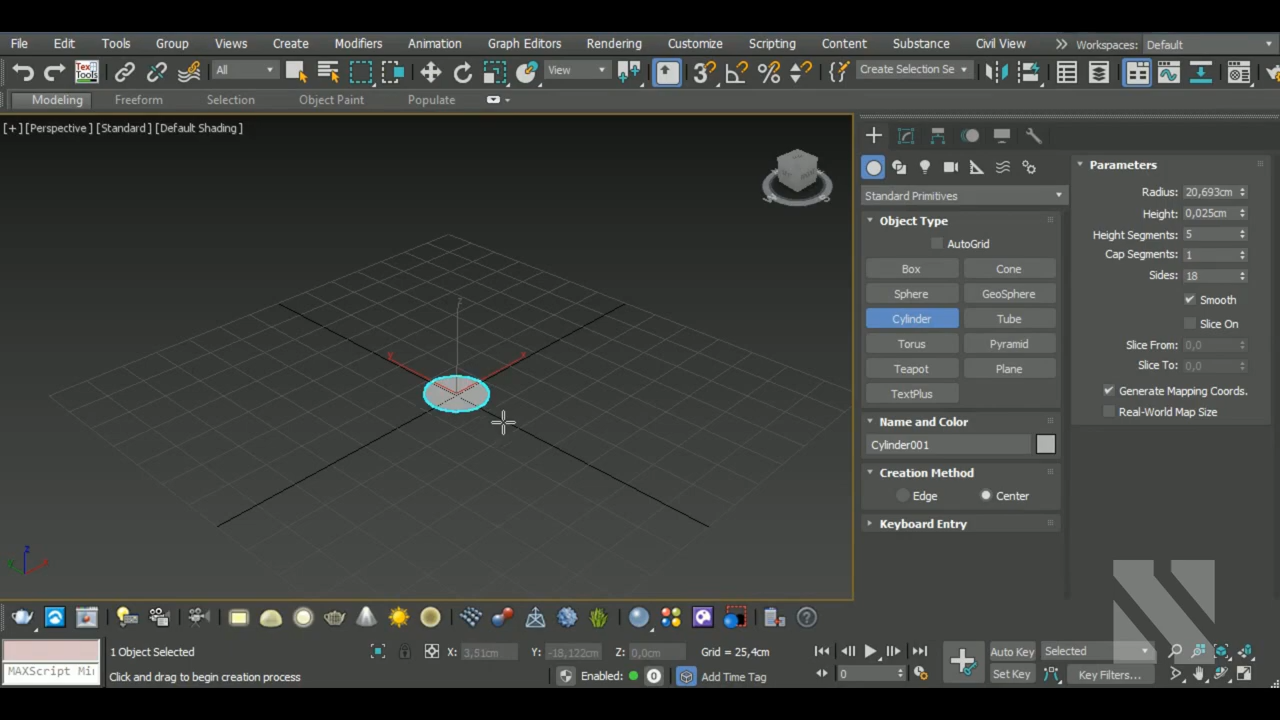 File Edit Tools Group Views Create Modifiers Animation Graph Editors Rendering Customize Scripting Content Substance Civil View Workspaces: Default
Tex Tools All View Create Selection Se
Modeling Freeform Selection Object Paint Populate
[+] [Perspective] [Standard] [Default Shading]
Standard Primitives
Object Type
AutoGrid
Box Cone
Sphere GeoSphere
Cylinder Tube
Torus Pyramid
Teapot Plane
TextPlus
Name and Color
Cylinder001
Creation Method
Edge Center
Keyboard Entry
Parameters
Radius: 20,693cm
Height: 0,025cm
Height Segments: 5
Cap Segments: 1
Sides: 18
Smooth
Slice On
Slice From: 0,0
Slice To: 0,0
Generate Mapping Coords.
Real-World Map Size
1 Object Selected X: 3,51cm Y: -18,122cm Z: 0,0cm Grid = 25,4cm Auto Key Selected
MAXScript Mi Click and drag to begin creation process Enabled: 0 Add Time Tag 0 Set Key Key Filters...